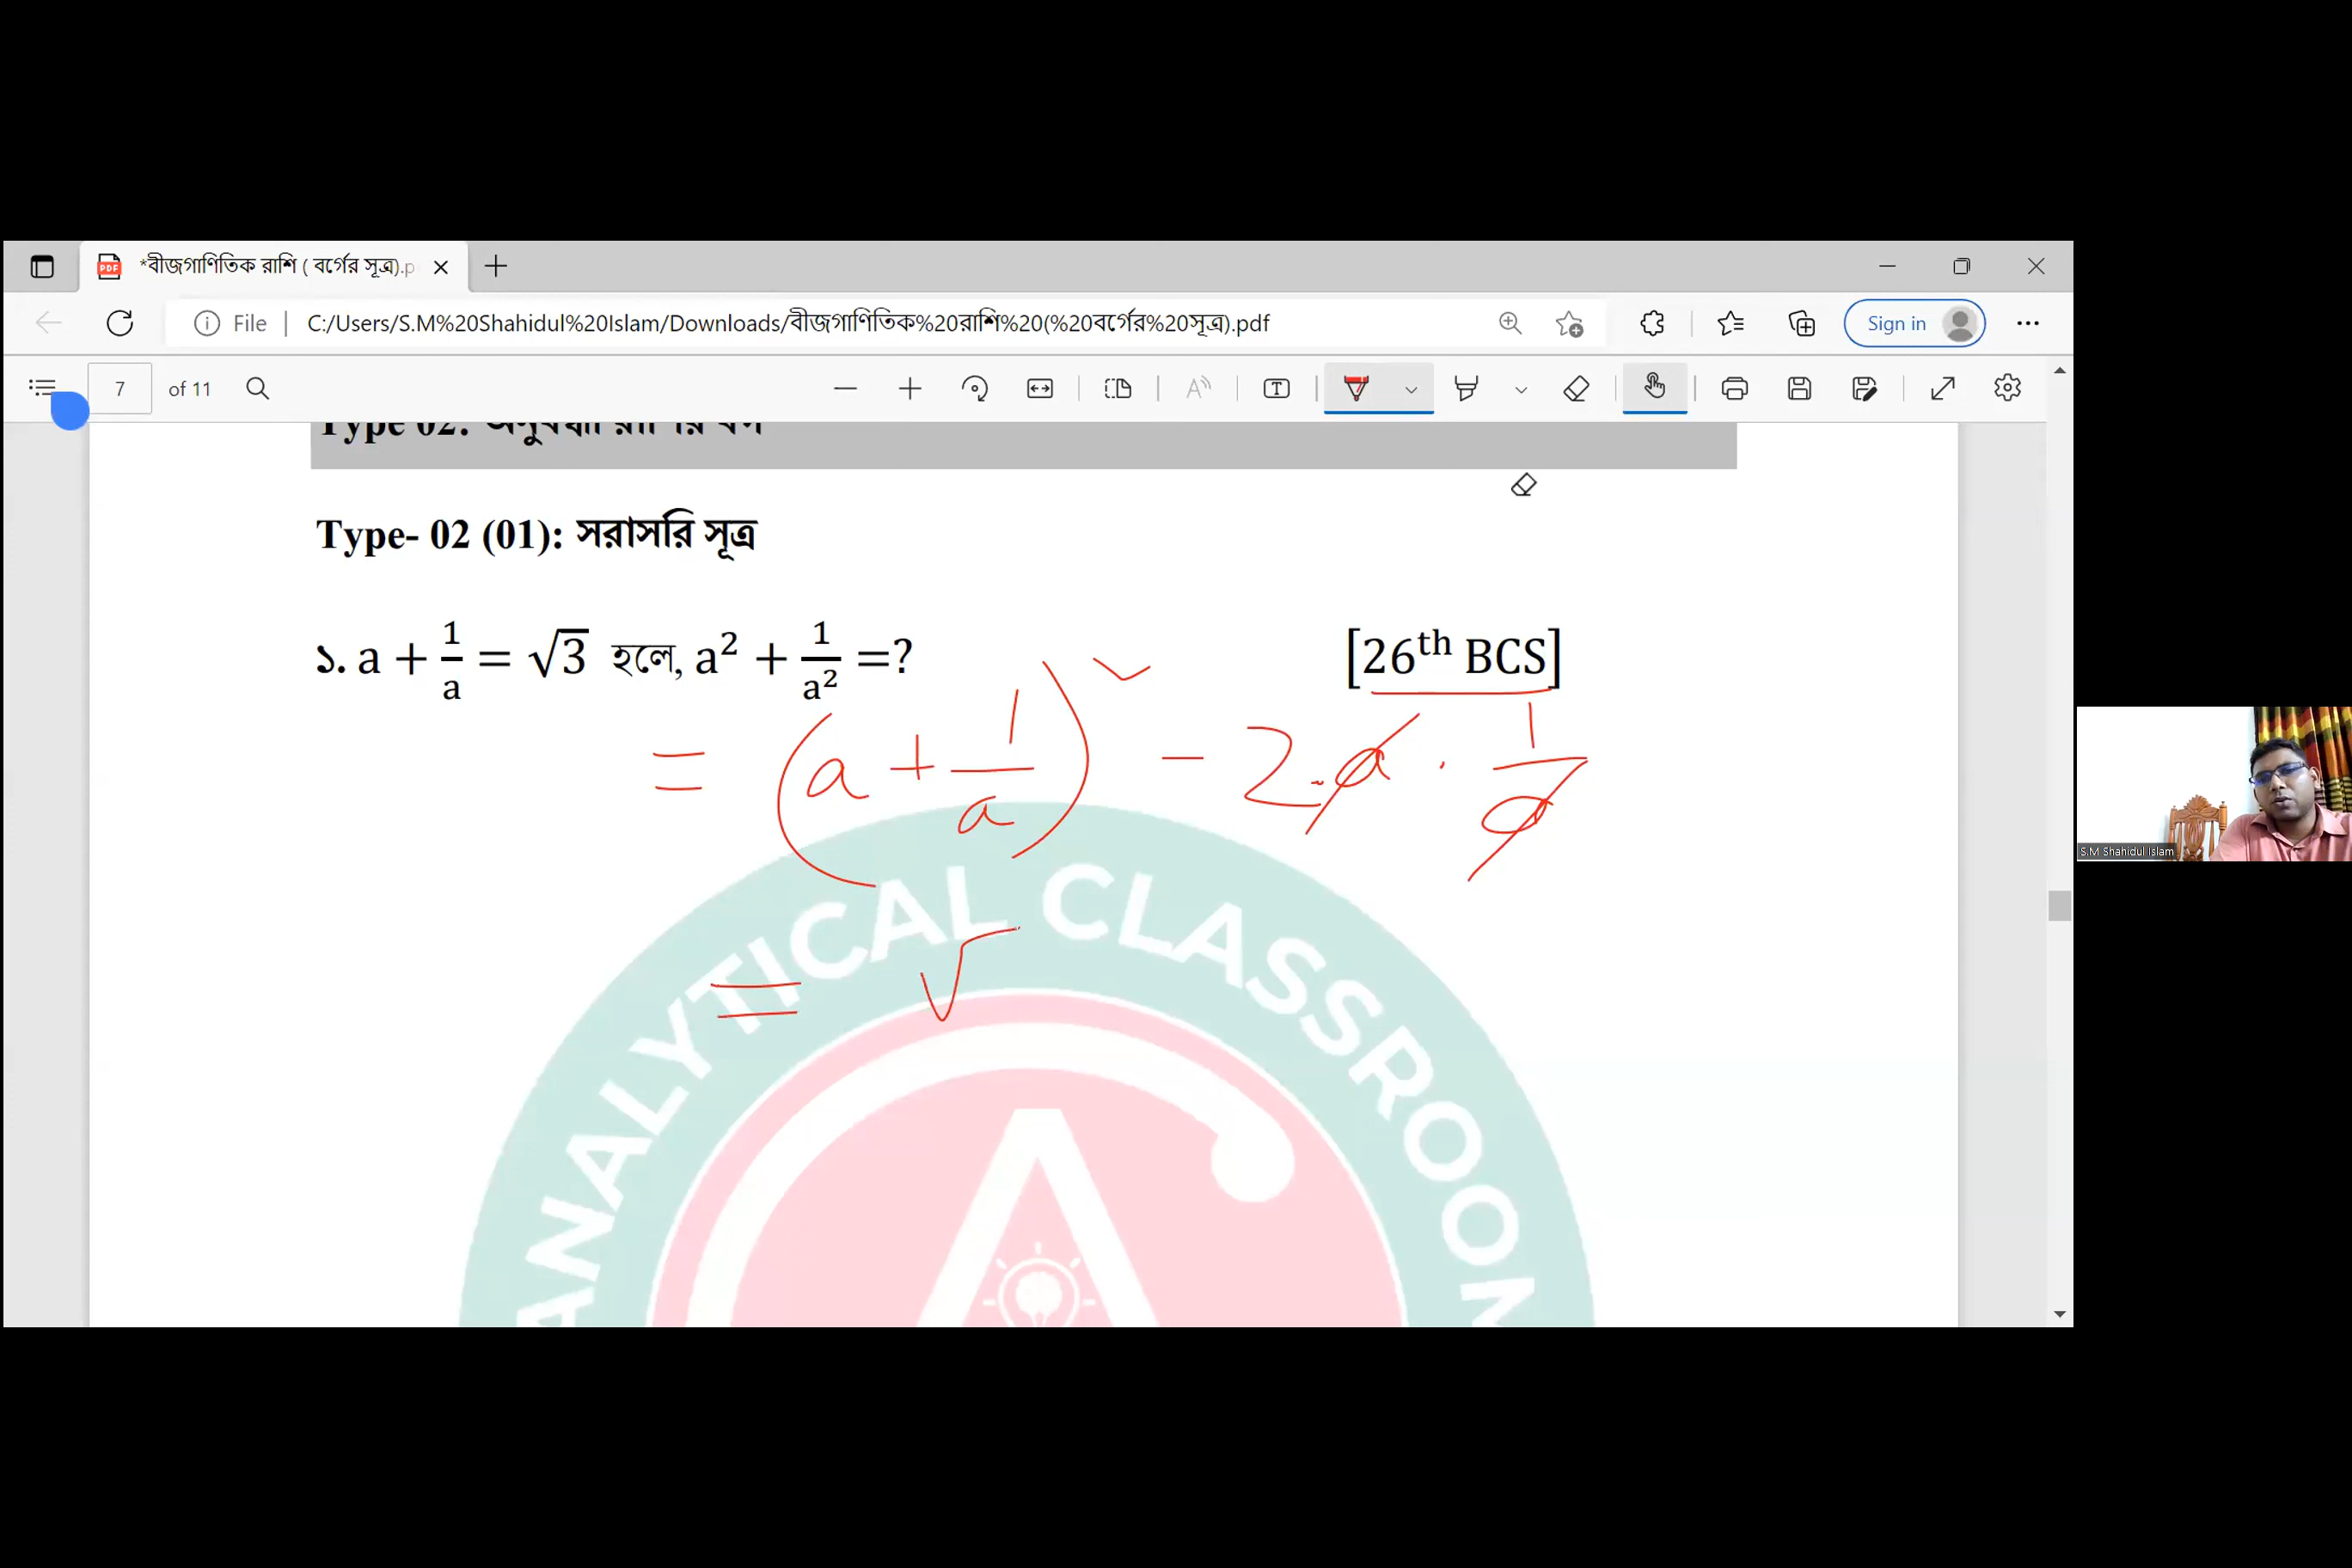 *বীজগাণিতিক রাশি ( বর্গের সূত্র).p
File
C:/Users/S.M%20Shahidul%20Islam/Downloads/বীজগাণিতিক%20রাশি%20(%20বর্গের%20সূত্র).pdf
Sign in
7 of 11
Type 02:
Type- 02 (01): সরাসরি সূত্র
১. a + 1/a = √3 হলে, a² + 1/a² =? [26th BCS]
= (a + 1/a)² - 2.a . 1/a
= √
S.M Shahidul Islam
ANALYTICAL CLASSROOM